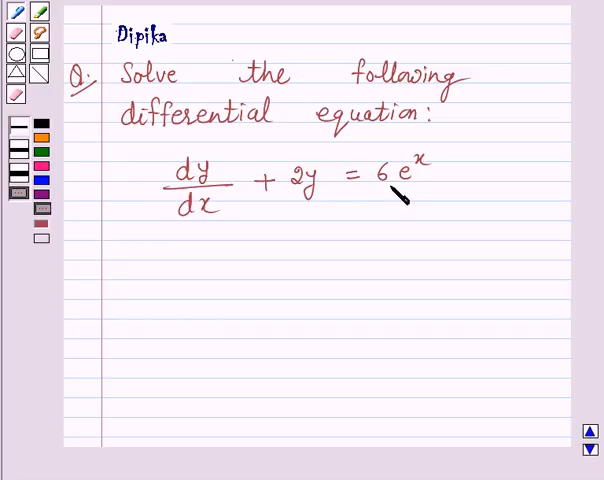 Dipika
Q. Solve the following
differential equation:
dy/dx + 2y = 6e^x